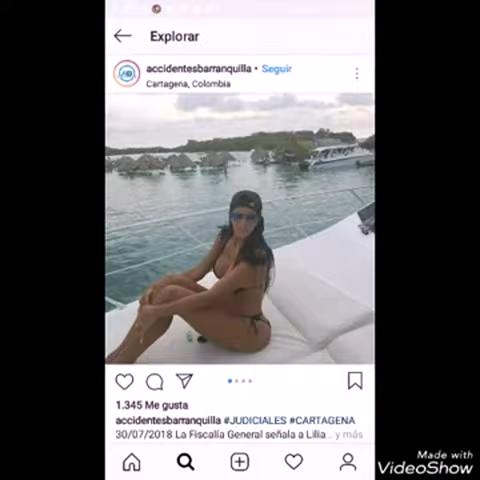 Explorar
accidentesbarranquilla • Seguir
Cartagena, Colombia
1.345 Me gusta
accidentesbarranquilla #JUDICIALES #CARTAGENA
30/07/2018 La Fiscalía General señala a Lilia... y más
Made with
VideoShow